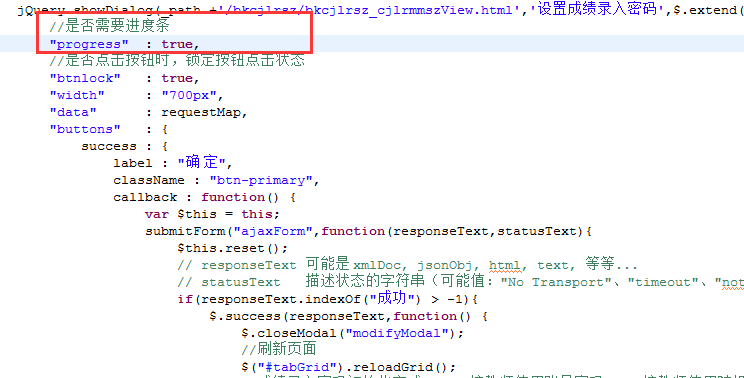 jQuery.showDialog(_path +'/bkcjlrsz/bkcjlrsz_cjlrmmszView.html','设置成绩录入密码',$.extend(
//是否需要进度条
"progress" : true,
//是否点击按钮时，锁定按钮点击状态
"btnlock" : true,
"width" : "700px",
"data" : requestMap,
"buttons" : {
success : {
label : "确定",
className : "btn-primary",
callback : function() {
var $this = this;
submitForm("ajaxForm",function(responseText,statusText){
$this.reset();
// responseText 可能是 xmlDoc, jsonObj, html, text, 等等...
// statusText 描述状态的字符串（可能值："No Transport"、"timeout"、"not
if(responseText.indexOf("成功") > -1){
$.success(responseText,function() {
$.closeModal("modifyModal");
//刷新页面
$("#tabGrid").reloadGrid();